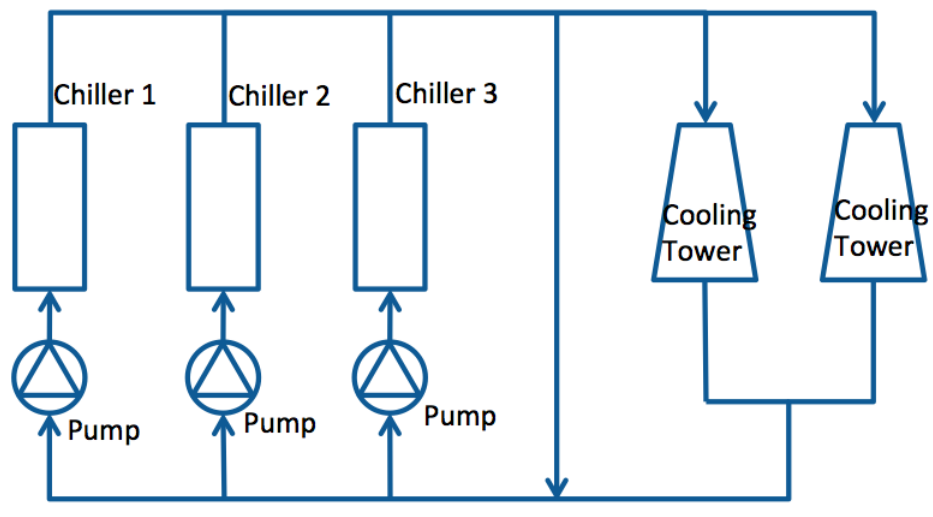 Chiller 1
Chiller 2
Chiller 3
Cooling
Tower
Cooling
Tower
Pump
Pump
Pump